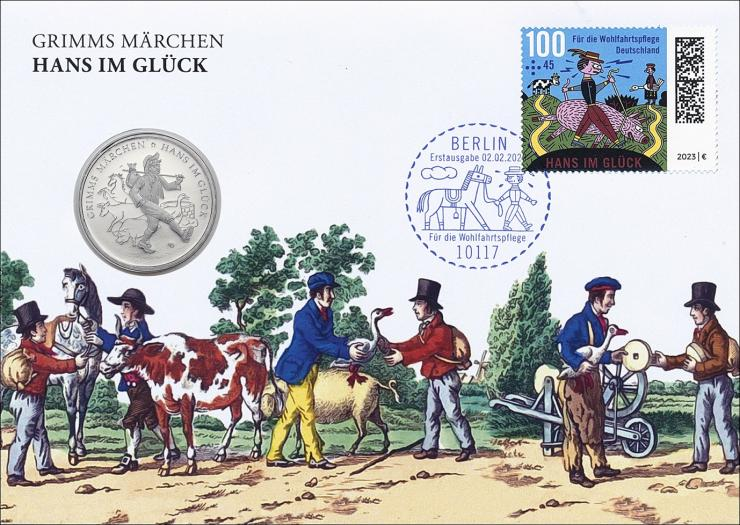 GRIMMS MÄRCHEN
HANS IM GLÜCK
GRIMMS MÄRCHEN ☆ HANS IM GLÜCK
100
45
Für die Wohlfahrtspflege
Deutschland
HANS IM GLÜCK
2023 | €
BERLIN
Erstausgabe 02.02.20
Für die Wohlfahrtspflege
10117